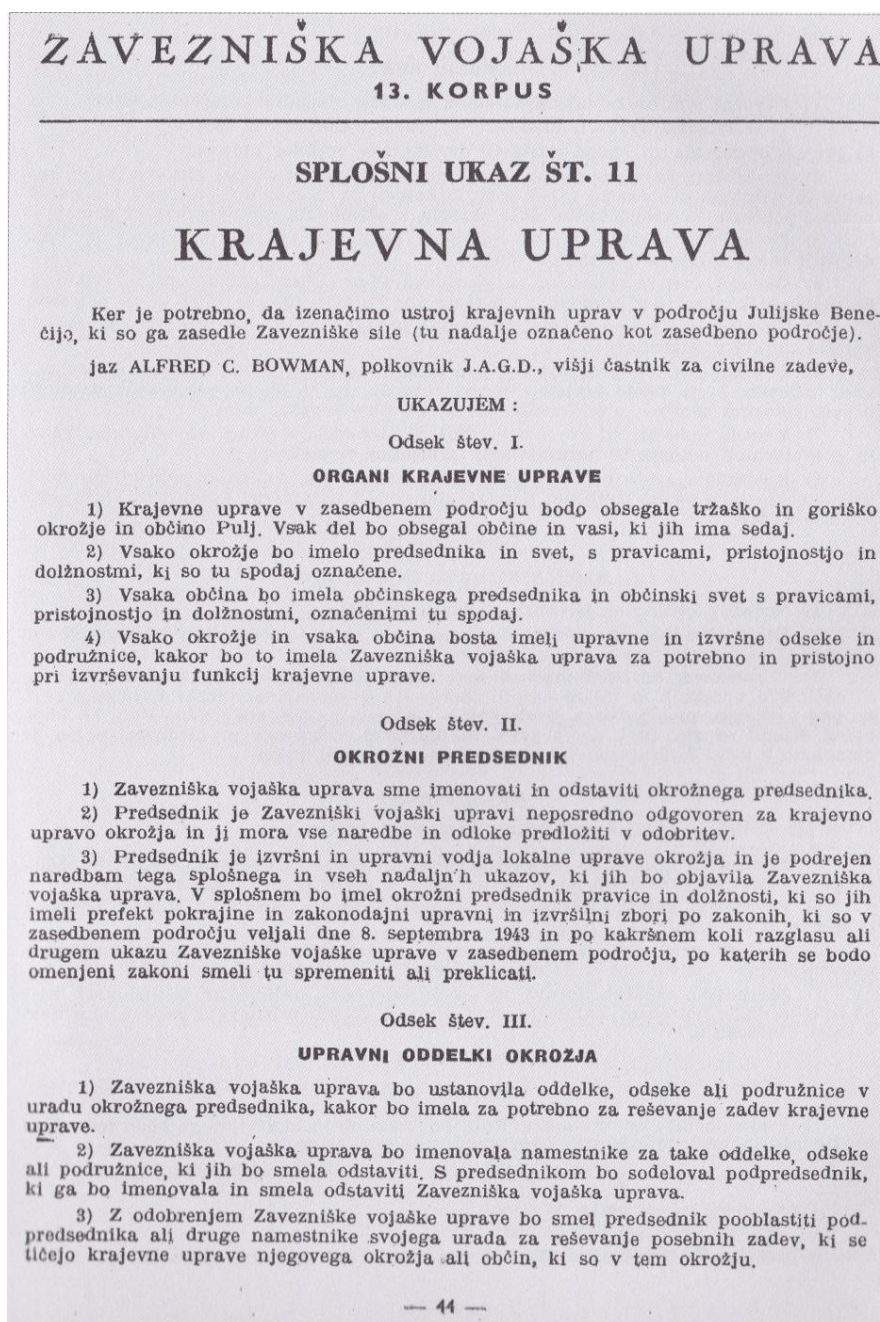 ZAVEZNIŠKA VOJAŠKA UPRAVA
13. KORPUS
SPLOŠNI UKAZ ŠT. 11
KRAJEVNA UPRAVA
Ker je potrebno, da izenačimo ustroj krajevnih uprav v področju Julijske Bene-
čije, ki so ga zasedle Zavezniške sile (tu nadalje označeno kot zasedbeno področje).
jaz ALFRED C. BOWMAN, polkovnik J.A.G.D., višji častnik za civilne zadeve,
UKAZUJEM :
Odsek štev. I.
ORGANI KRAJEVNE UPRAVE
1) Krajevne uprave v zasedbenem področju bodo obsegale tržaško in goriško
okrožje in občino Pulj. Vsak del bo obsegal občine in vasi, ki jih ima sedaj.
2) Vsako okrožje bo imelo predsednika in svet, s pravicami, pristojnostjo in
dolžnostmi, ki so tu spodaj označene.
3) Vsaka občina bo imela občinskega predsednika in občinski svet s pravicami,
pristojnostjo in dolžnostmi, označenimi tu spodaj.
4) Vsako okrožje in vsaka občina bosta imeli upravne in izvršne odseke in
podružnice, kakor bo to imela Zavezniška vojaška uprava za potrebno in pristojno
pri izvrševanju funkcij krajevne uprave.
Odsek štev. II.
OKROŽNI PREDSEDNIK
1) Zavezniška vojaška uprava sme imenovati in odstaviti okrožnega predsednika.
2) Predsednik je Zavezniški vojaški upravi neposredno odgovoren za krajevno
upravo okrožja in ji mora vse naredbe in odloke predložiti v odobritev.
3) Predsednik je izvršni in upravni vodja lokalne uprave okrožja in je podrejen
naredbam tega splošnega in vseh nadaljn'h ukazov, ki jih bo objavila Zavezniška
vojaška uprava. V splošnem bo imel okrožni predsednik pravice in dolžnosti, ki so jih
imeli prefekt pokrajine in zakonodajni upravni in izvršilni zbori po zakonih, ki so v
zasedbenem področju veljali dne 8. septembra 1943 in po kakršnem koli razglasu ali
drugem ukazu Zavezniške vojaške uprave v zasedbenem področju, po katerih se bodo
omenjeni zakoni smeli tu spremeniti ali preklicati.
Odsek štev. III.
UPRAVNI ODDELKI OKROŽJA
1) Zavezniška vojaška uprava bo ustanovila oddelke, odseke ali podružnice v
uradu okrožnega predsednika, kakor bo imela za potrebno za reševanje zadev krajevne
uprave.
2) Zavezniška vojaška uprava bo imenovala namestnike za take oddelke, odseke
ali podružnice, ki jih bo smela odstaviti. S predsednikom bo sodeloval podpredsednik,
ki ga bo imenovala in smela odstaviti Zavezniška vojaška uprava.
3) Z odobrenjem Zavezniške vojaške uprave bo smel predsednik pooblastiti pod-
predsednika ali druge namestnike svojega urada za reševanje posebnih zadev, ki se
tičejo krajevne uprave njegovega okrožja ali občin, ki so v tem okrožju.
— 44 —